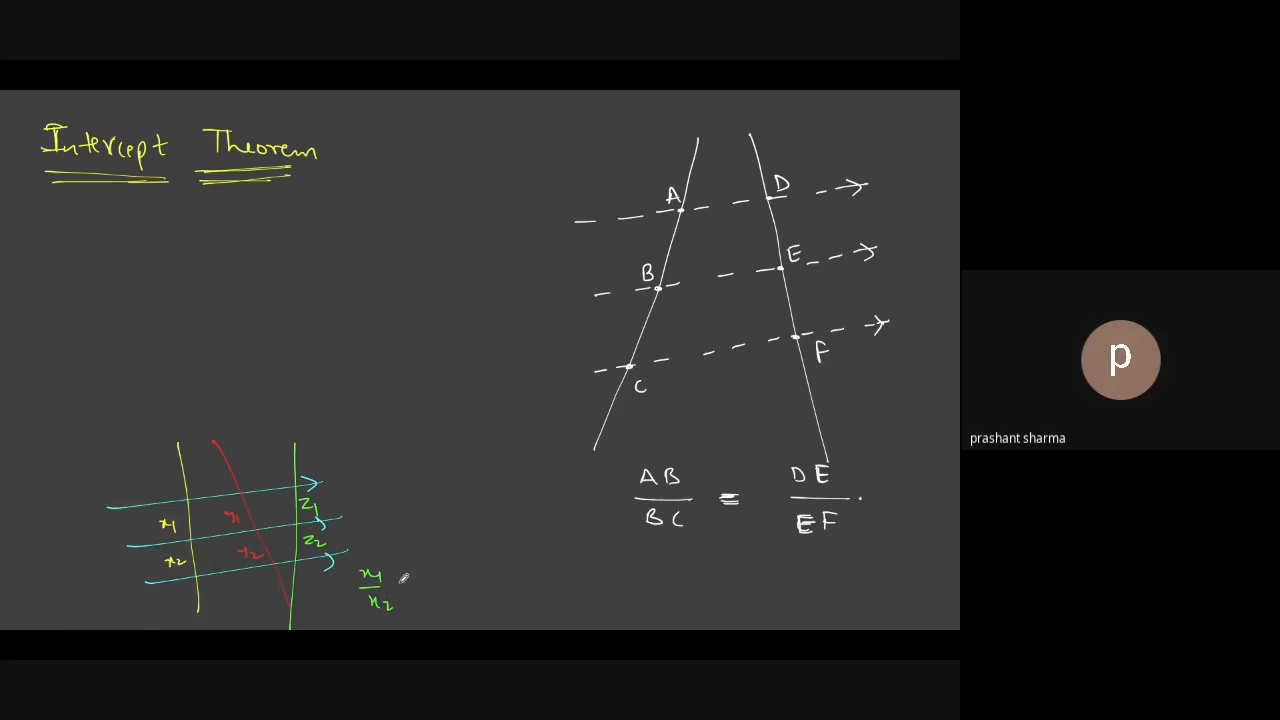 Intercept Theorem
A
D
B
E
C
F
AB/BC = DE/EF.
x1
y1
z1
x2
y2
z2
x1/x2
p
prashant sharma